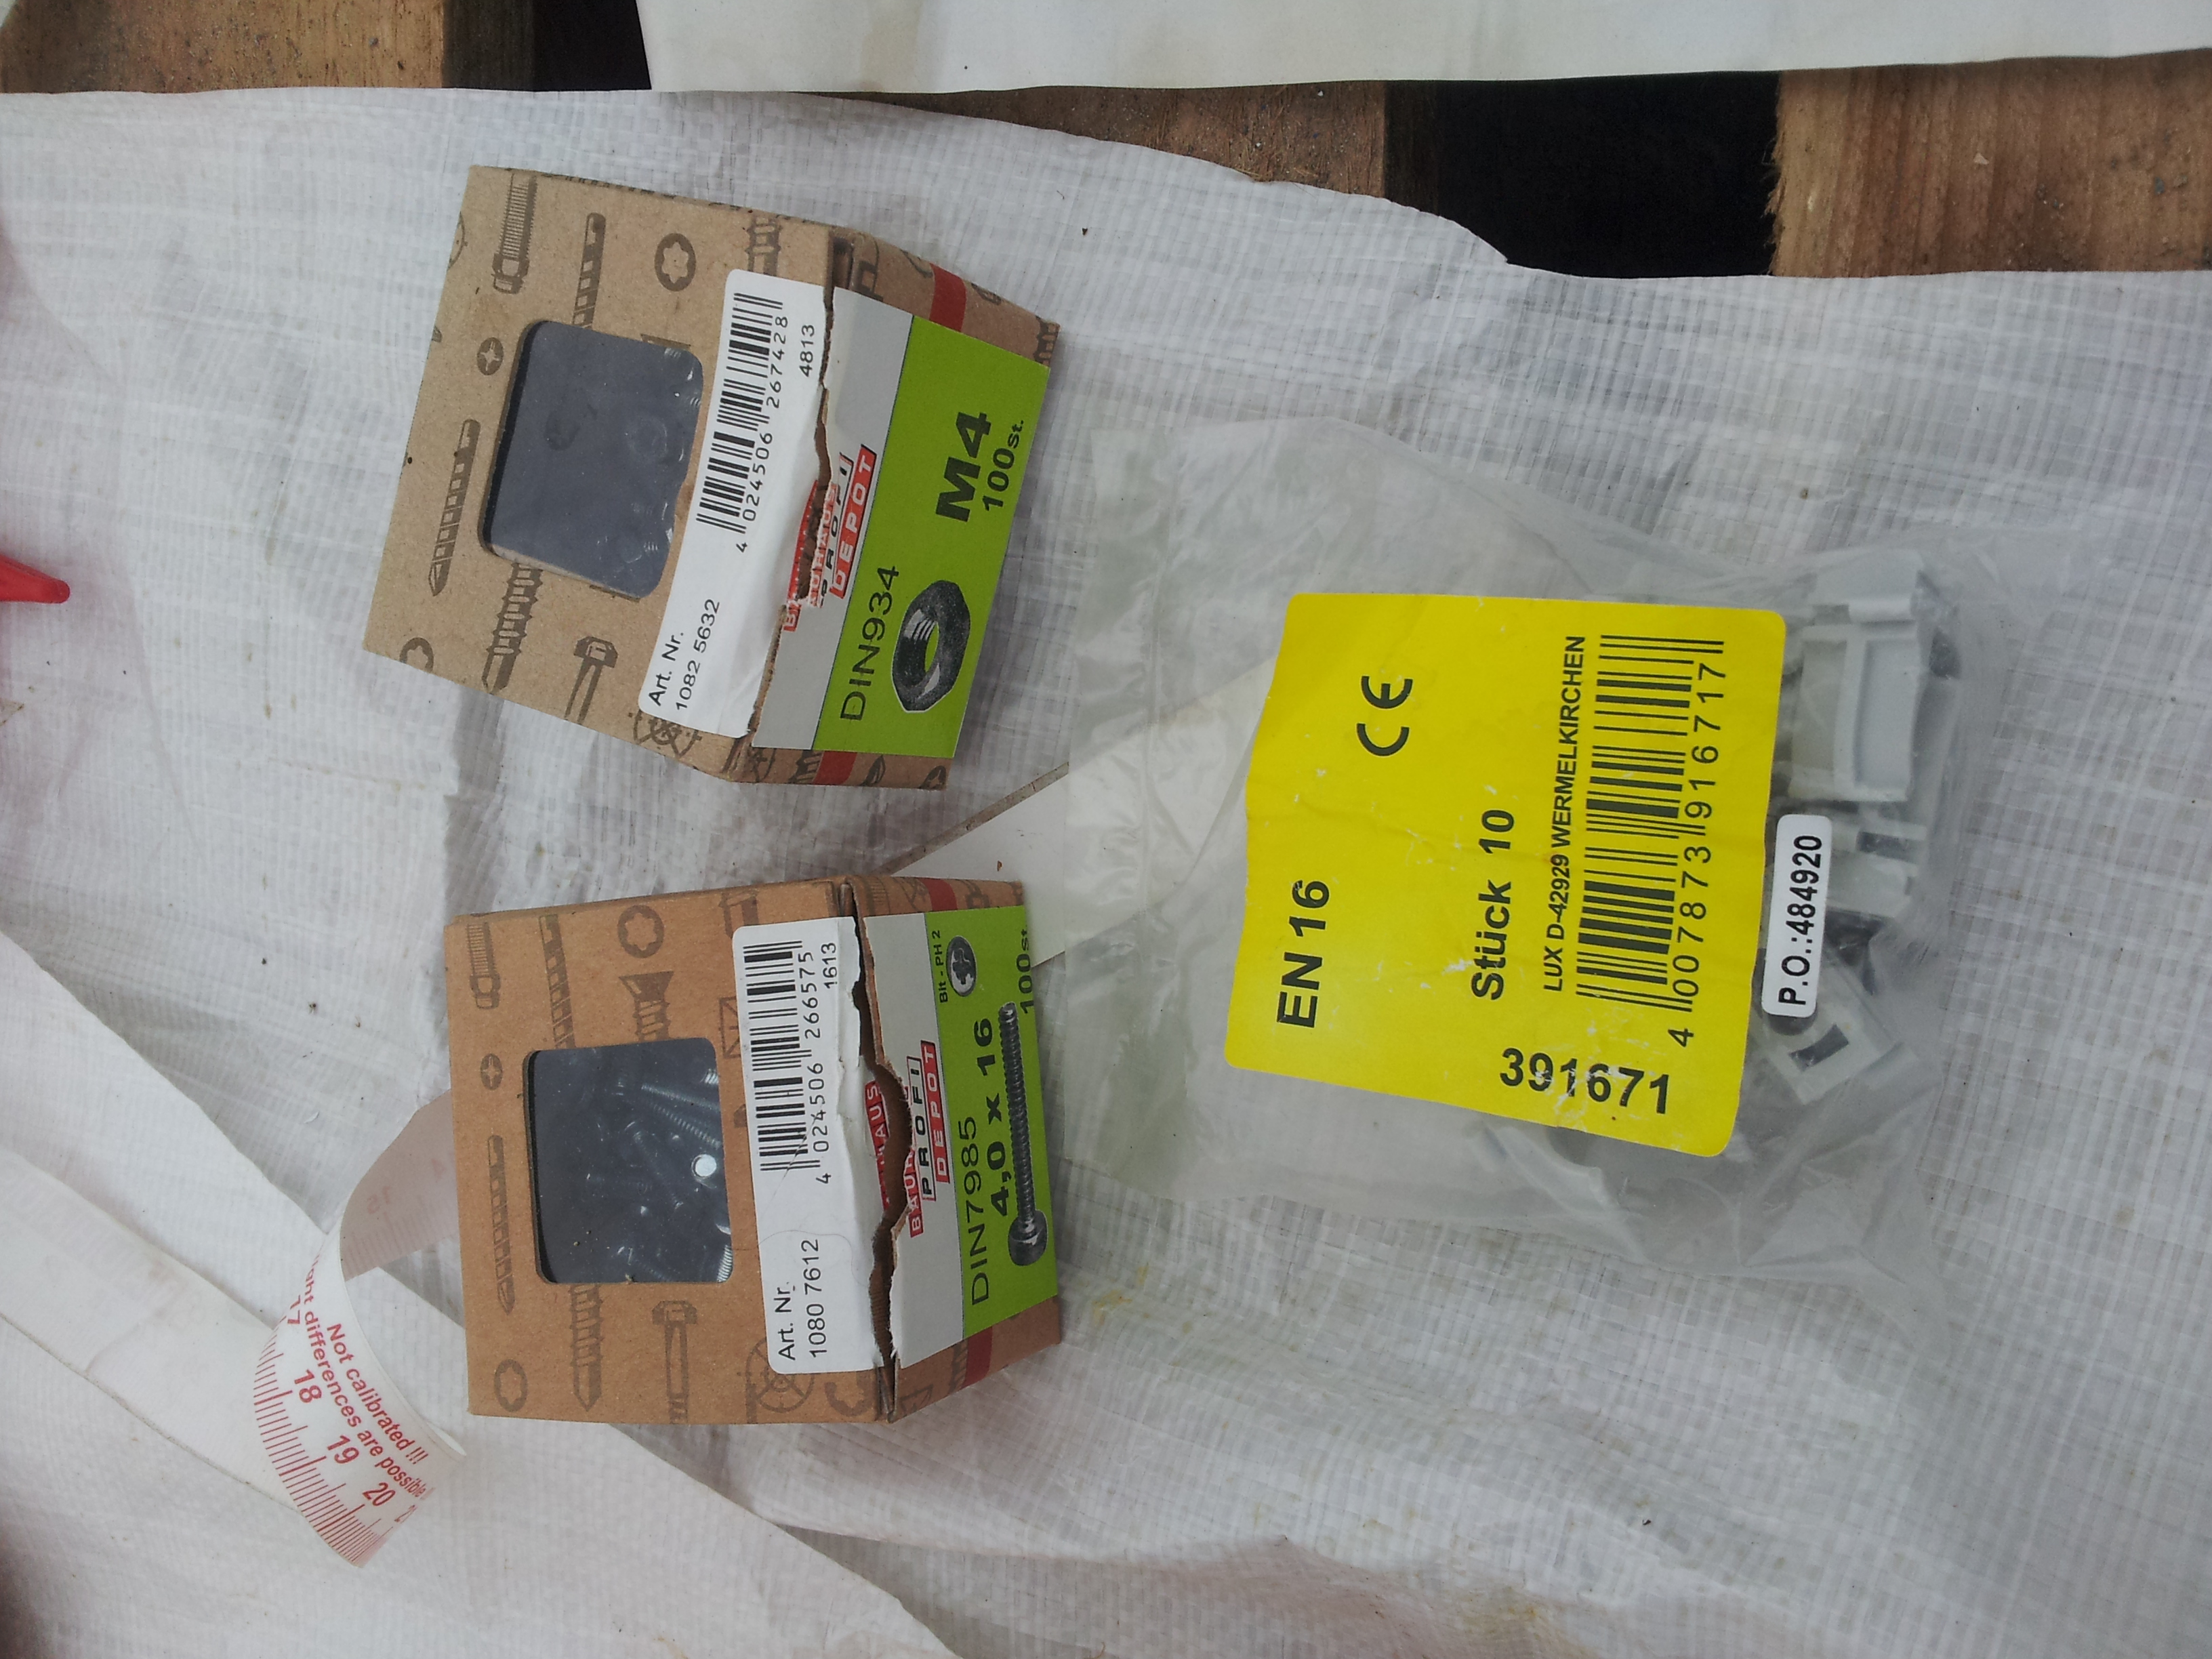 Art. Nr.
1082 5632
4 024506 267428
4813
BAUHAUS
PROFI
DEPOT
DIN934
M4
100St.
Art. Nr.
1080 7612
4 024506 266575
1613
BAUHAUS
PROFI
DEPOT
DIN7985
4,0 x 16
Bit - PH 2
100St.
EN 16
CE
Stück 10
LUX D-42929 WERMELKIRCHEN
391671
4 007873 916717
P.O.:484920
Not calibrated !!!
differences are possible
18 19 20